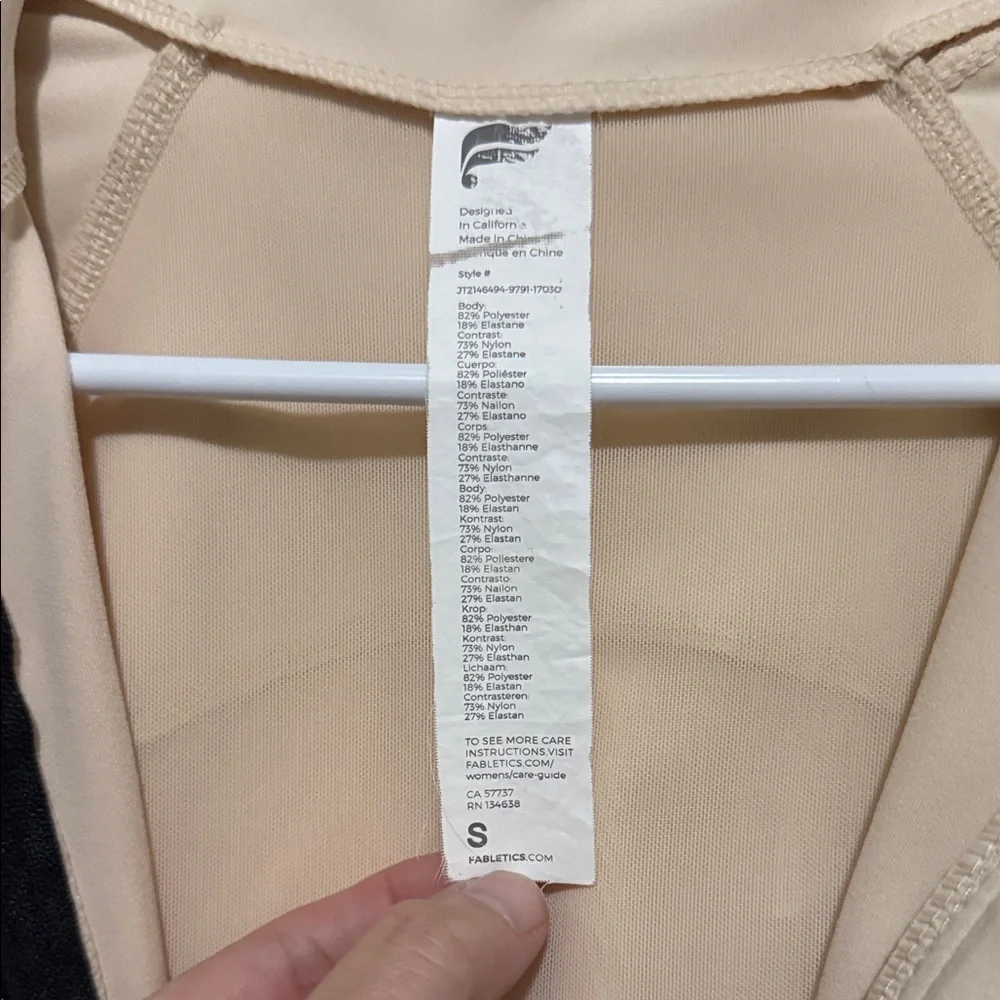 Designed
In California
Made in China
en Chine
Style #
JT2146494-9791-17030
Body:
82% Polyester
18% Elastane
Contrast:
73% Nylon
27% Elastane
Cuerpo:
82% Poliéster
18% Elastano
Contraste:
73% Nailon
27% Elastano
Corps:
82% Polyester
18% Elasthanne
Contraste:
73% Nylon
27% Elasthanne
Body:
82% Polyester
18% Elastan
Kontrast:
73% Nylon
27% Elastan
Corpo:
82% Poliestere
18% Elastan
Contrasto:
73% Nailon
27% Elastan
Krop:
82% Polyester
18% Elasthan
Kontrast:
73% Nylon
27% Elasthan
Lichaam:
82% Polyester
18% Elastan
Contrasteren:
73% Nylon
27% Elastan
TO SEE MORE CARE
INSTRUCTIONS,VISIT
FABLETICS.COM/
womens/care-guide
CA 57737
RN 134638
S
FABLETICS.COM